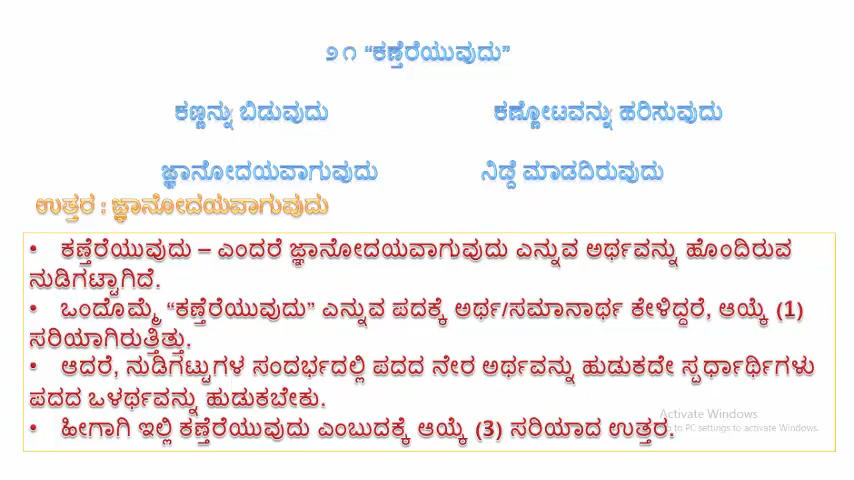 ೨೧ “ಕಣ್ತೆರೆಯುವುದು”
ಕಣ್ಣನ್ನು ಬಿಡುವುದು ಕಣ್ಣೋಟವನ್ನು ಹರಿಸುವುದು
ಜ್ಞಾನೋದಯವಾಗುವುದು ನಿದ್ದೆ ಮಾಡದಿರುವುದು
ಉತ್ತರ : ಜ್ಞಾನೋದಯವಾಗುವುದು
• ಕಣ್ತೆರೆಯುವುದು – ಎಂದರೆ ಜ್ಞಾನೋದಯವಾಗುವುದು ಎನ್ನುವ ಅರ್ಥವನ್ನು ಹೊಂದಿರುವ
ನುಡಿಗಟ್ಟಾಗಿದೆ.
• ಒಂದೊಮ್ಮೆ “ಕಣ್ತೆರೆಯುವುದು” ಎನ್ನುವ ಪದಕ್ಕೆ ಅರ್ಥ/ಸಮಾನಾರ್ಥ ಕೇಳಿದ್ದರೆ, ಆಯ್ಕೆ (1)
ಸರಿಯಾಗಿರುತ್ತಿತ್ತು.
• ಆದರೆ, ನುಡಿಗಟ್ಟುಗಳ ಸಂದರ್ಭದಲ್ಲಿ ಪದದ ನೇರ ಅರ್ಥವನ್ನು ಹುಡುಕದೇ ಸ್ಪರ್ಧಾರ್ಥಿಗಳು
ಪದದ ಒಳರ್ಥವನ್ನು ಹುಡುಕಬೇಕು.
Activate Windows
• ಹೀಗಾಗಿ ಇಲ್ಲಿ ಕಣ್ತೆರೆಯುವುದು ಎಂಬುದಕ್ಕೆ ಆಯ್ಕೆ (3) ಸರಿಯಾದ ಉತ್ತರ.
to PC settings to activate Windows.